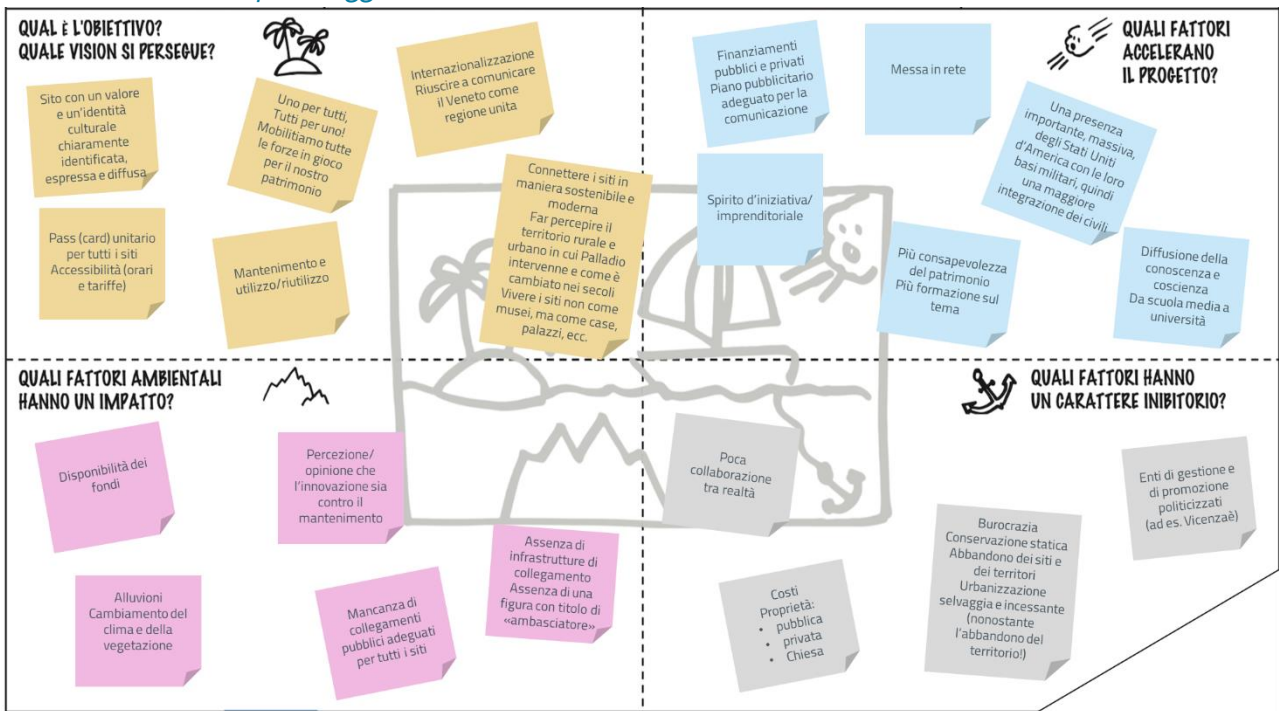 QUAL È L'OBIETTIVO?
QUALE VISION SI PERSEGUE?
Sito con un valore
e un'identità
culturale
chiaramente
identificata,
espressa e diffusa
Uno per tutti,
Tutti per uno!
Mobilitiamo tutte
le forze in gioco
per il nostro
patrimonio
Internazionalizzazione
Riuscire a comunicare
il Veneto come
regione unita
Pass (card) unitario
per tutti i siti
Accessibilità (orari
e tariffe)
Mantenimento e
utilizzo/riutilizzo
Connettere i siti in
maniera sostenibile e
moderna
Far percepire il
territorio rurale e
urbano in cui Palladio
intervenne e come è
cambiato nei secoli
Vivere i siti non come
musei, ma come case,
palazzi, ecc.
QUALI FATTORI
ACCELERANO
IL PROGETTO?
Finanziamenti
pubblici e privati
Piano pubblicitario
adeguato per la
comunicazione
Messa in rete
Una presenza
importante, massiva,
degli Stati Uniti
d'America con le loro
basi militari, quindi
una maggiore
integrazione dei civili
Spirito d'iniziativa/
imprenditoriale
Più consapevolezza
del patrimonio
Più formazione sul
tema
Diffusione della
conoscenza e
coscienza
Da scuola media a
università
QUALI FATTORI AMBIENTALI
HANNO UN IMPATTO?
Disponibilità dei
fondi
Percezione/
opinione che
l'innovazione sia
contro il
mantenimento
Alluvioni
Cambiamento del
clima e della
vegetazione
Mancanza di
collegamenti
pubblici adeguati
per tutti i siti
Assenza di
infrastrutture di
collegamento
Assenza di una
figura con titolo di
«ambasciatore»
QUALI FATTORI HANNO
UN CARATTERE INIBITORIO?
Poca
collaborazione
tra realtà
Costi
Proprietà:
• pubblica
• privata
• Chiesa
Burocrazia
Conservazione statica
Abbandono dei siti e
dei territori
Urbanizzazione
selvaggia e incessante
(nonostante
l'abbandono del
territorio!)
Enti di gestione e
di promozione
politicizzati
(ad es. Vicenzaè)